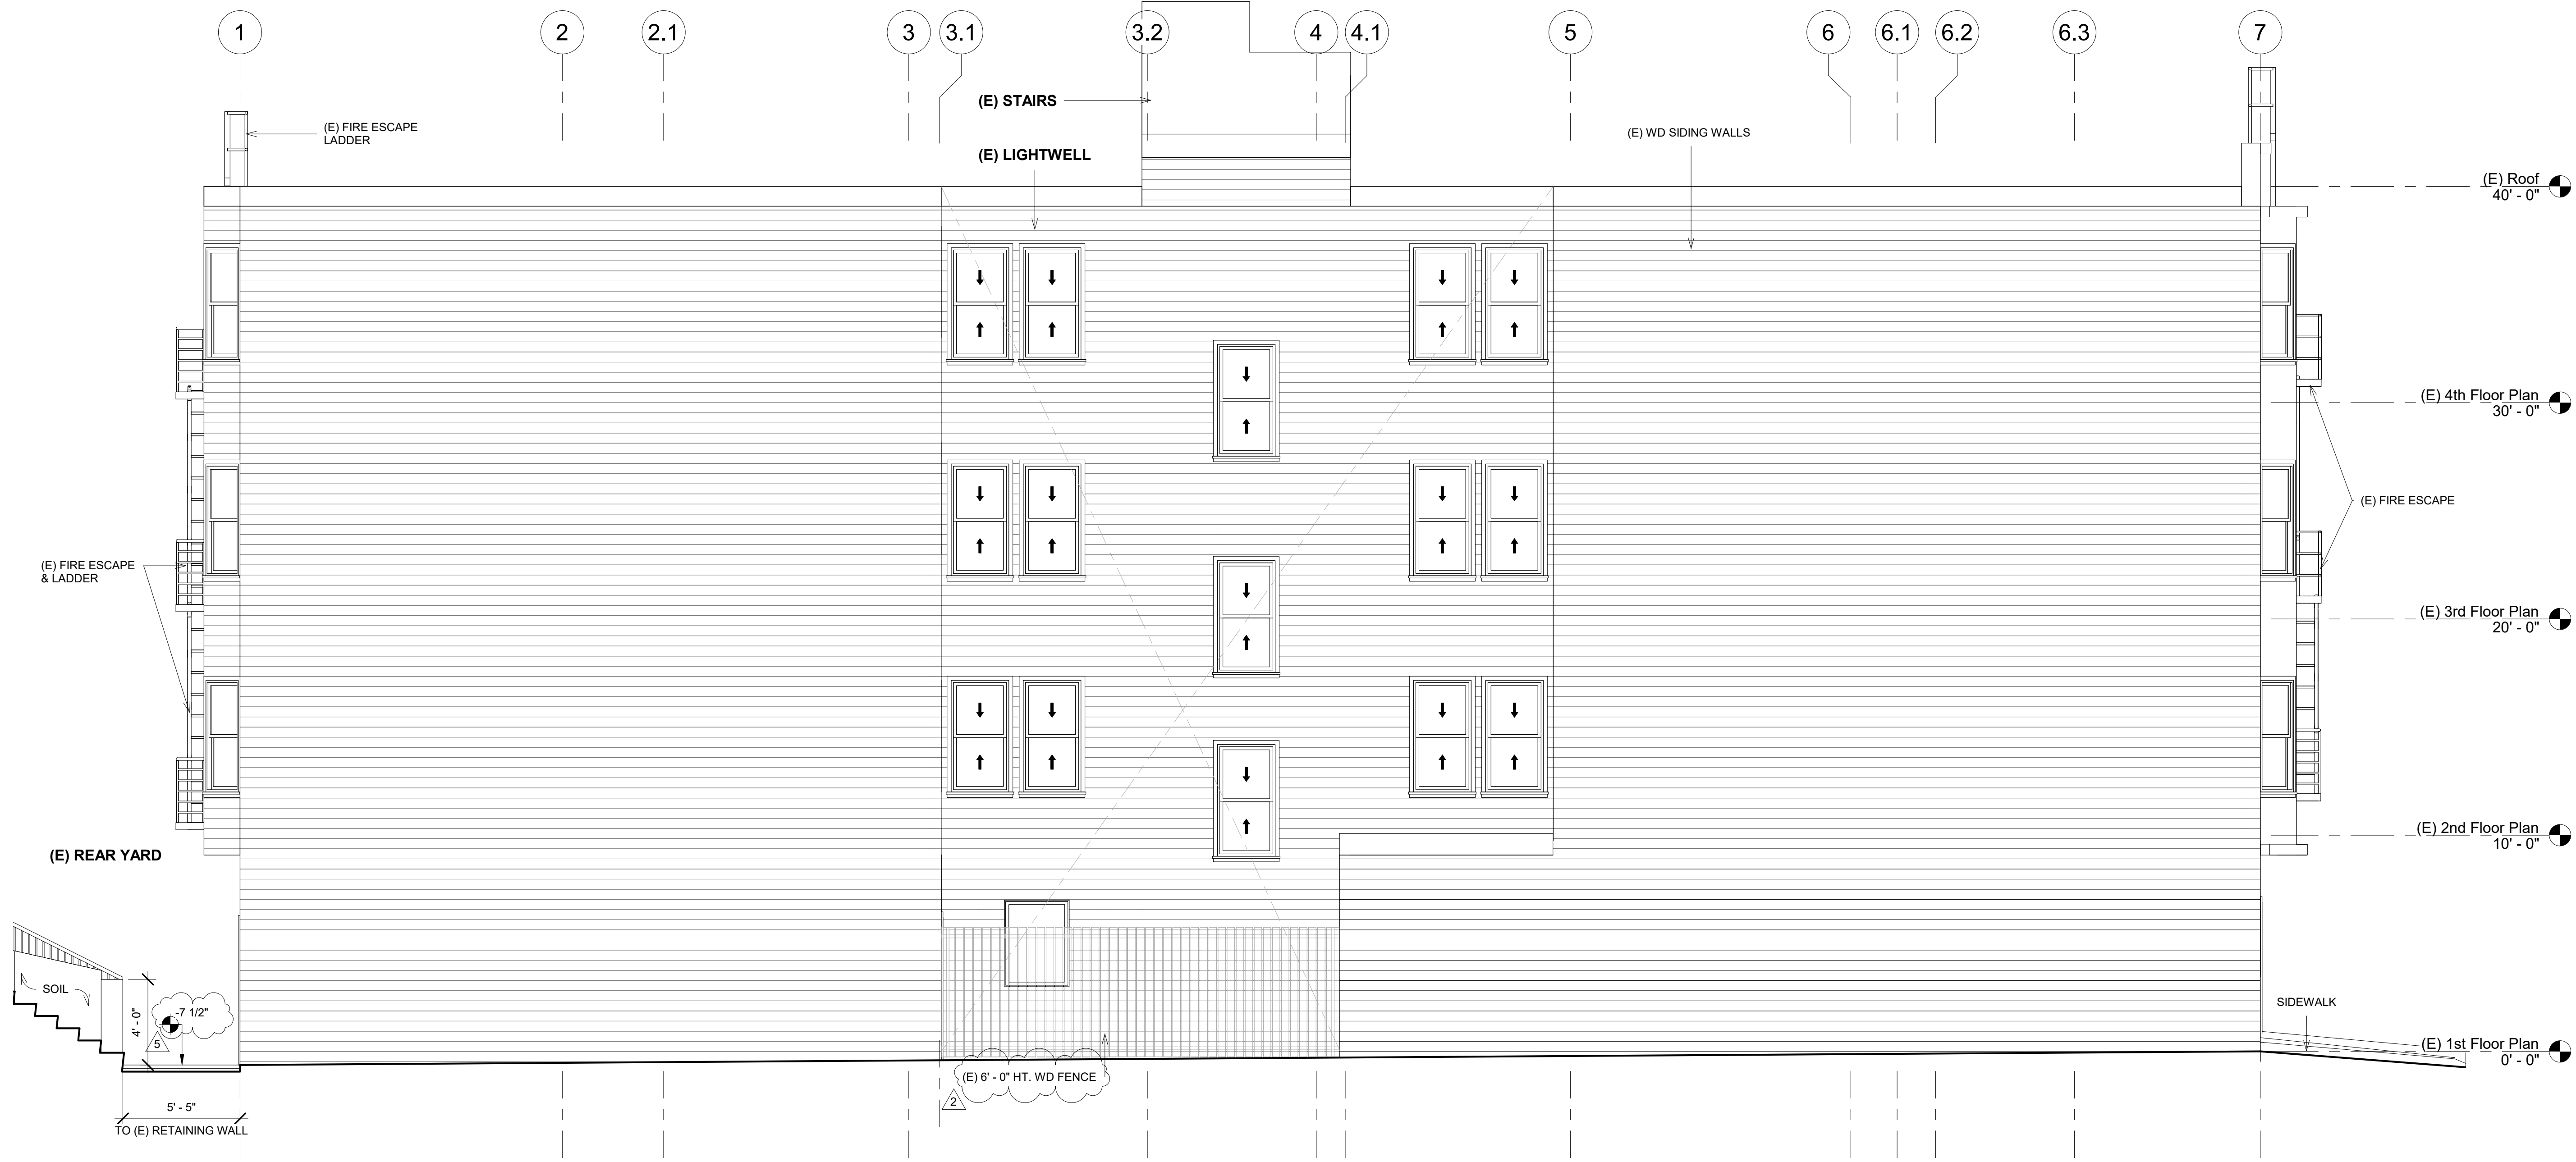 1
2
2.1
3
3.1
3.2
4
4.1
5
6
6.1
6.2
6.3
7
(E) STAIRS
(E) FIRE ESCAPE
LADDER
(E) WD SIDING WALLS
(E) LIGHTWELL
(E) Roof
40' - 0"
(E) 4th Floor Plan
30' - 0"
(E) FIRE ESCAPE
(E) FIRE ESCAPE
& LADDER
(E) 3rd Floor Plan
20' - 0"
(E) 2nd Floor Plan
10' - 0"
(E) REAR YARD
SOIL
4' - 0"
-7 1/2"
5
SIDEWALK
(E) 1st Floor Plan
0' - 0"
(E) 6' - 0" HT. WD FENCE
2
5' - 5"
TO (E) RETAINING WALL